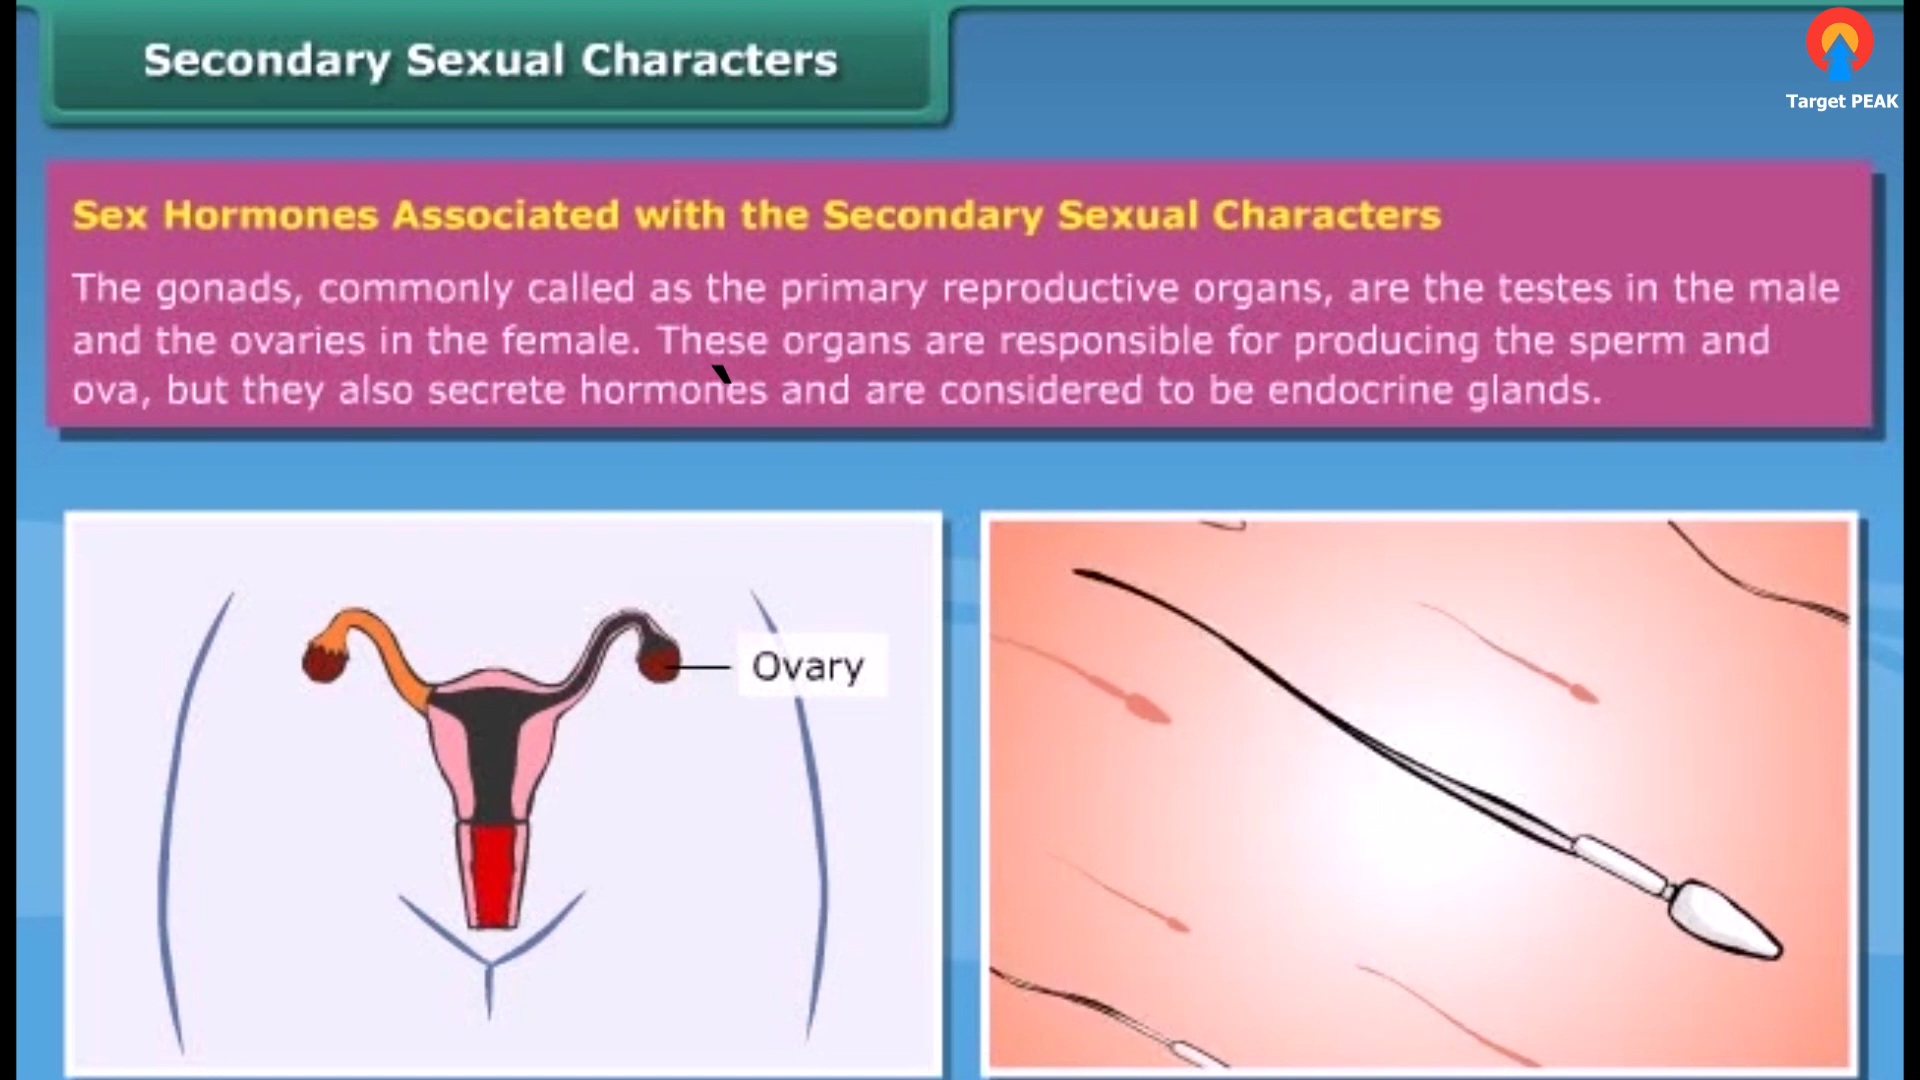 Secondary Sexual Characters
Target PEAK
Sex Hormones Associated with the Secondary Sexual Characters
The gonads, commonly called as the primary reproductive organs, are the testes in the male
and the ovaries in the female. These organs are responsible for producing the sperm and
ova, but they also secrete hormones and are considered to be endocrine glands.
Ovary